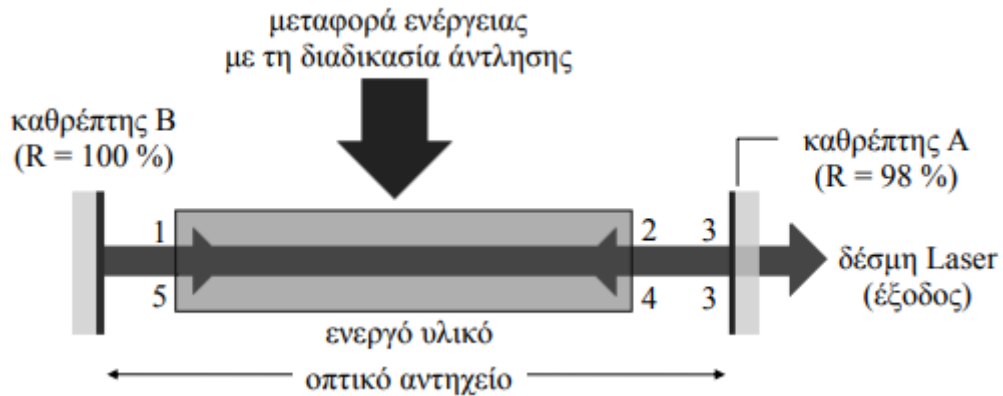 μεταφορά ενέργειας
με τη διαδικασία άντλησης
καθρέπτης Β
(R = 100 %)
καθρέπτης Α
(R = 98 %)
1
2
3
5
4
3
δέσμη Laser
(έξοδος)
ενεργό υλικό
οπτικό αντηχείο